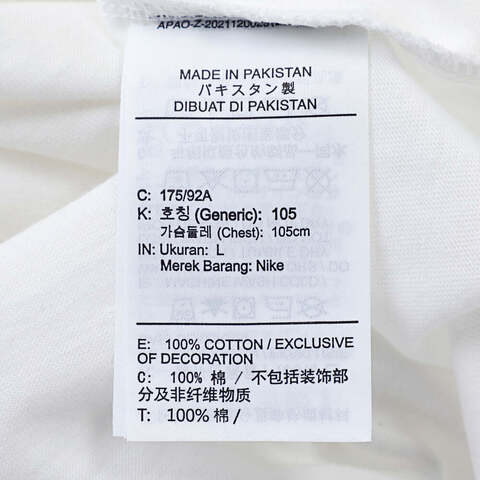 MADE IN PAKISTAN
パキスタン製
DIBUAT DI PAKISTAN
C: 175/92A
K: 호칭 (Generic): 105
가슴둘레 (Chest): 105cm
IN: Ukuran: L
Merek Barang: Nike
E: 100% COTTON / EXCLUSIVE
OF DECORATION
C: 100% 棉 / 不包括装饰部
分及非纤维物质
T: 100% 棉 /